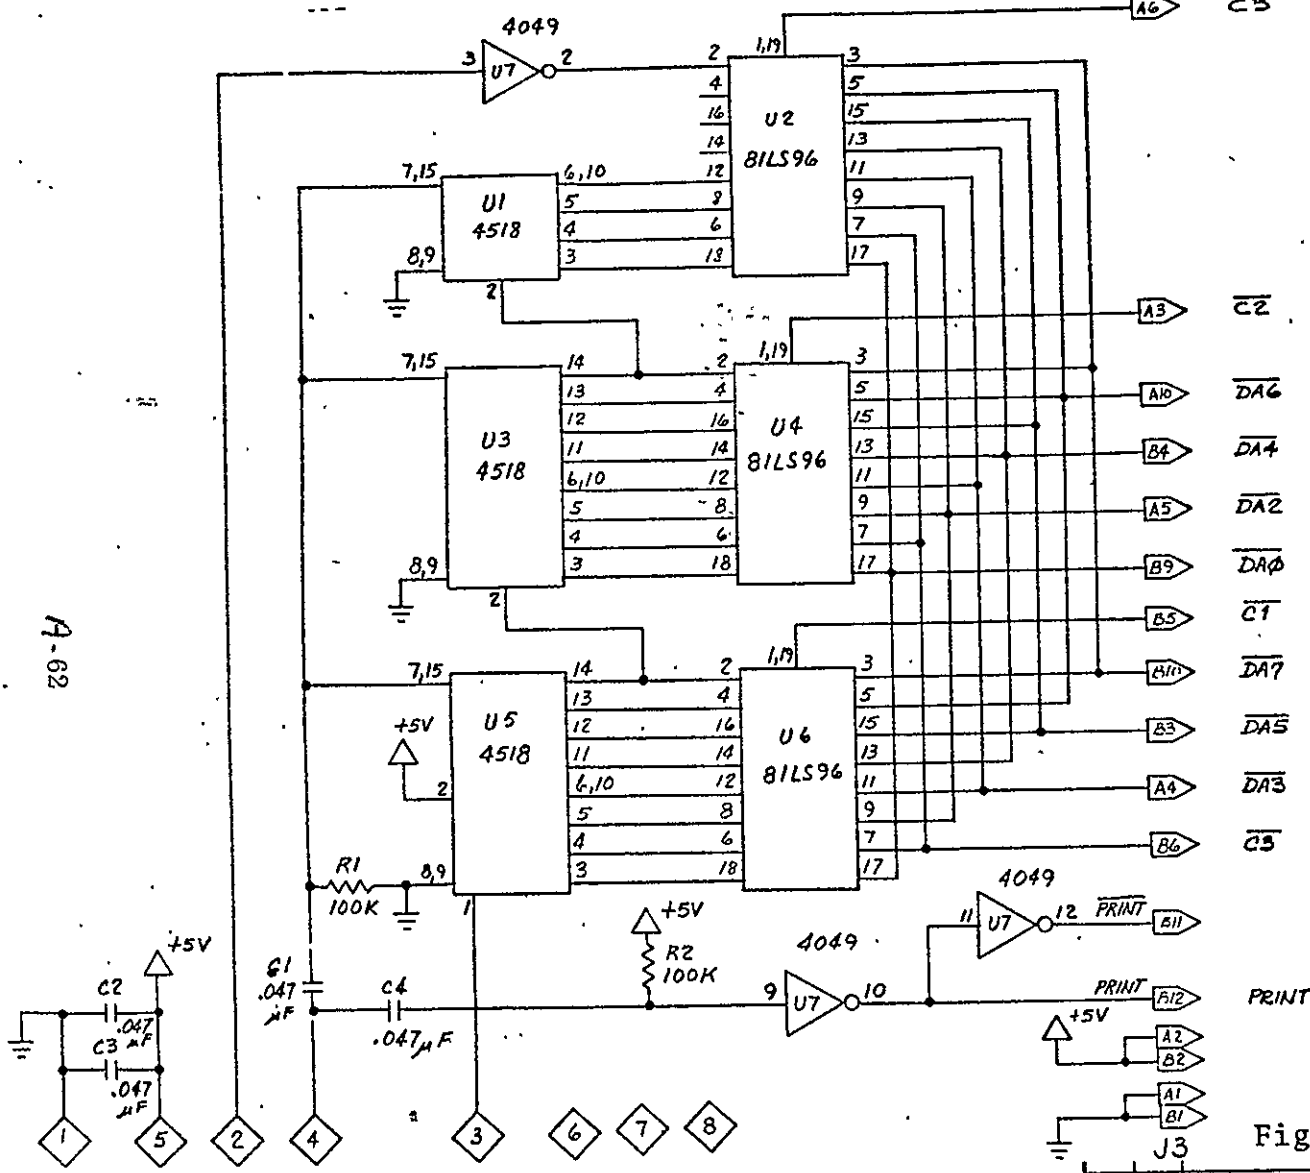 A6 C3
4049
3 U7 2
2 1,19 3
4 5
16 U2 15
14 81LS96 13
7,15 6,10 12 11
U1 5 8 9
4518 4 6 7
8,9 3 18 17
2
A3 C2
1,19
7,15 14 2 3
13 4 5 A10 DA6
12 16 U4 15
U3 11 14 81LS96 13 B4 DA4
4518 6,10 12 11
5 8 9 A5 DA2
4 6 7
8,9 3 18 17 B9 DAϕ
2
B5 C1
1,19
7,15 14 2 3 B10 DA7
13 4 5
+5V U5 12 16 U6 15 B3 DA5
4518 11 14 81LS96 13
2 6,10 12 11 A4 DA3
5 8 9
4 6 7 B6 C3
R1 8,9 3 18 17
100K
1
4049
11 U7 12 PRINT B11
+5V
R2
100K
4049
9 U7 10 PRINT B12 PRINT
+5V
C1
.047
μF
C4
.047μF
C2
.047
μF
C3
.047
μF
+5V
A2
B2
A1
B1
J3
Fig
1 5 2 4 3 6 7 8
A-62